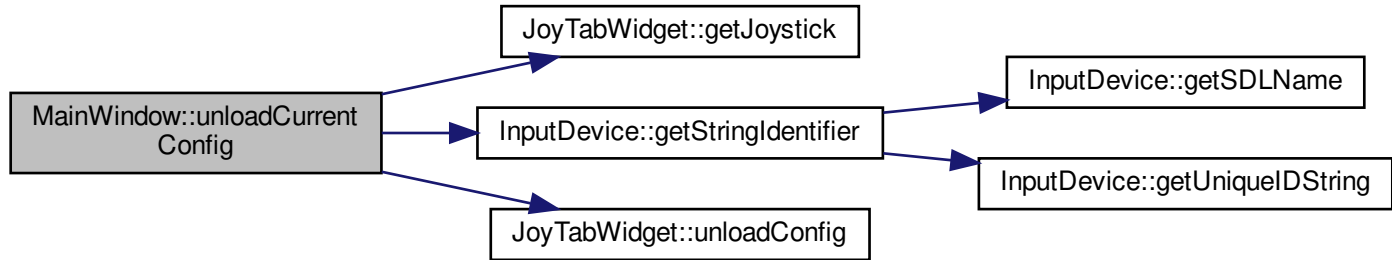 MainWindow::unloadCurrent
Config
JoyTabWidget::getJoystick
InputDevice::getStringIdentifier
JoyTabWidget::unloadConfig
InputDevice::getSDLName
InputDevice::getUniqueIDString